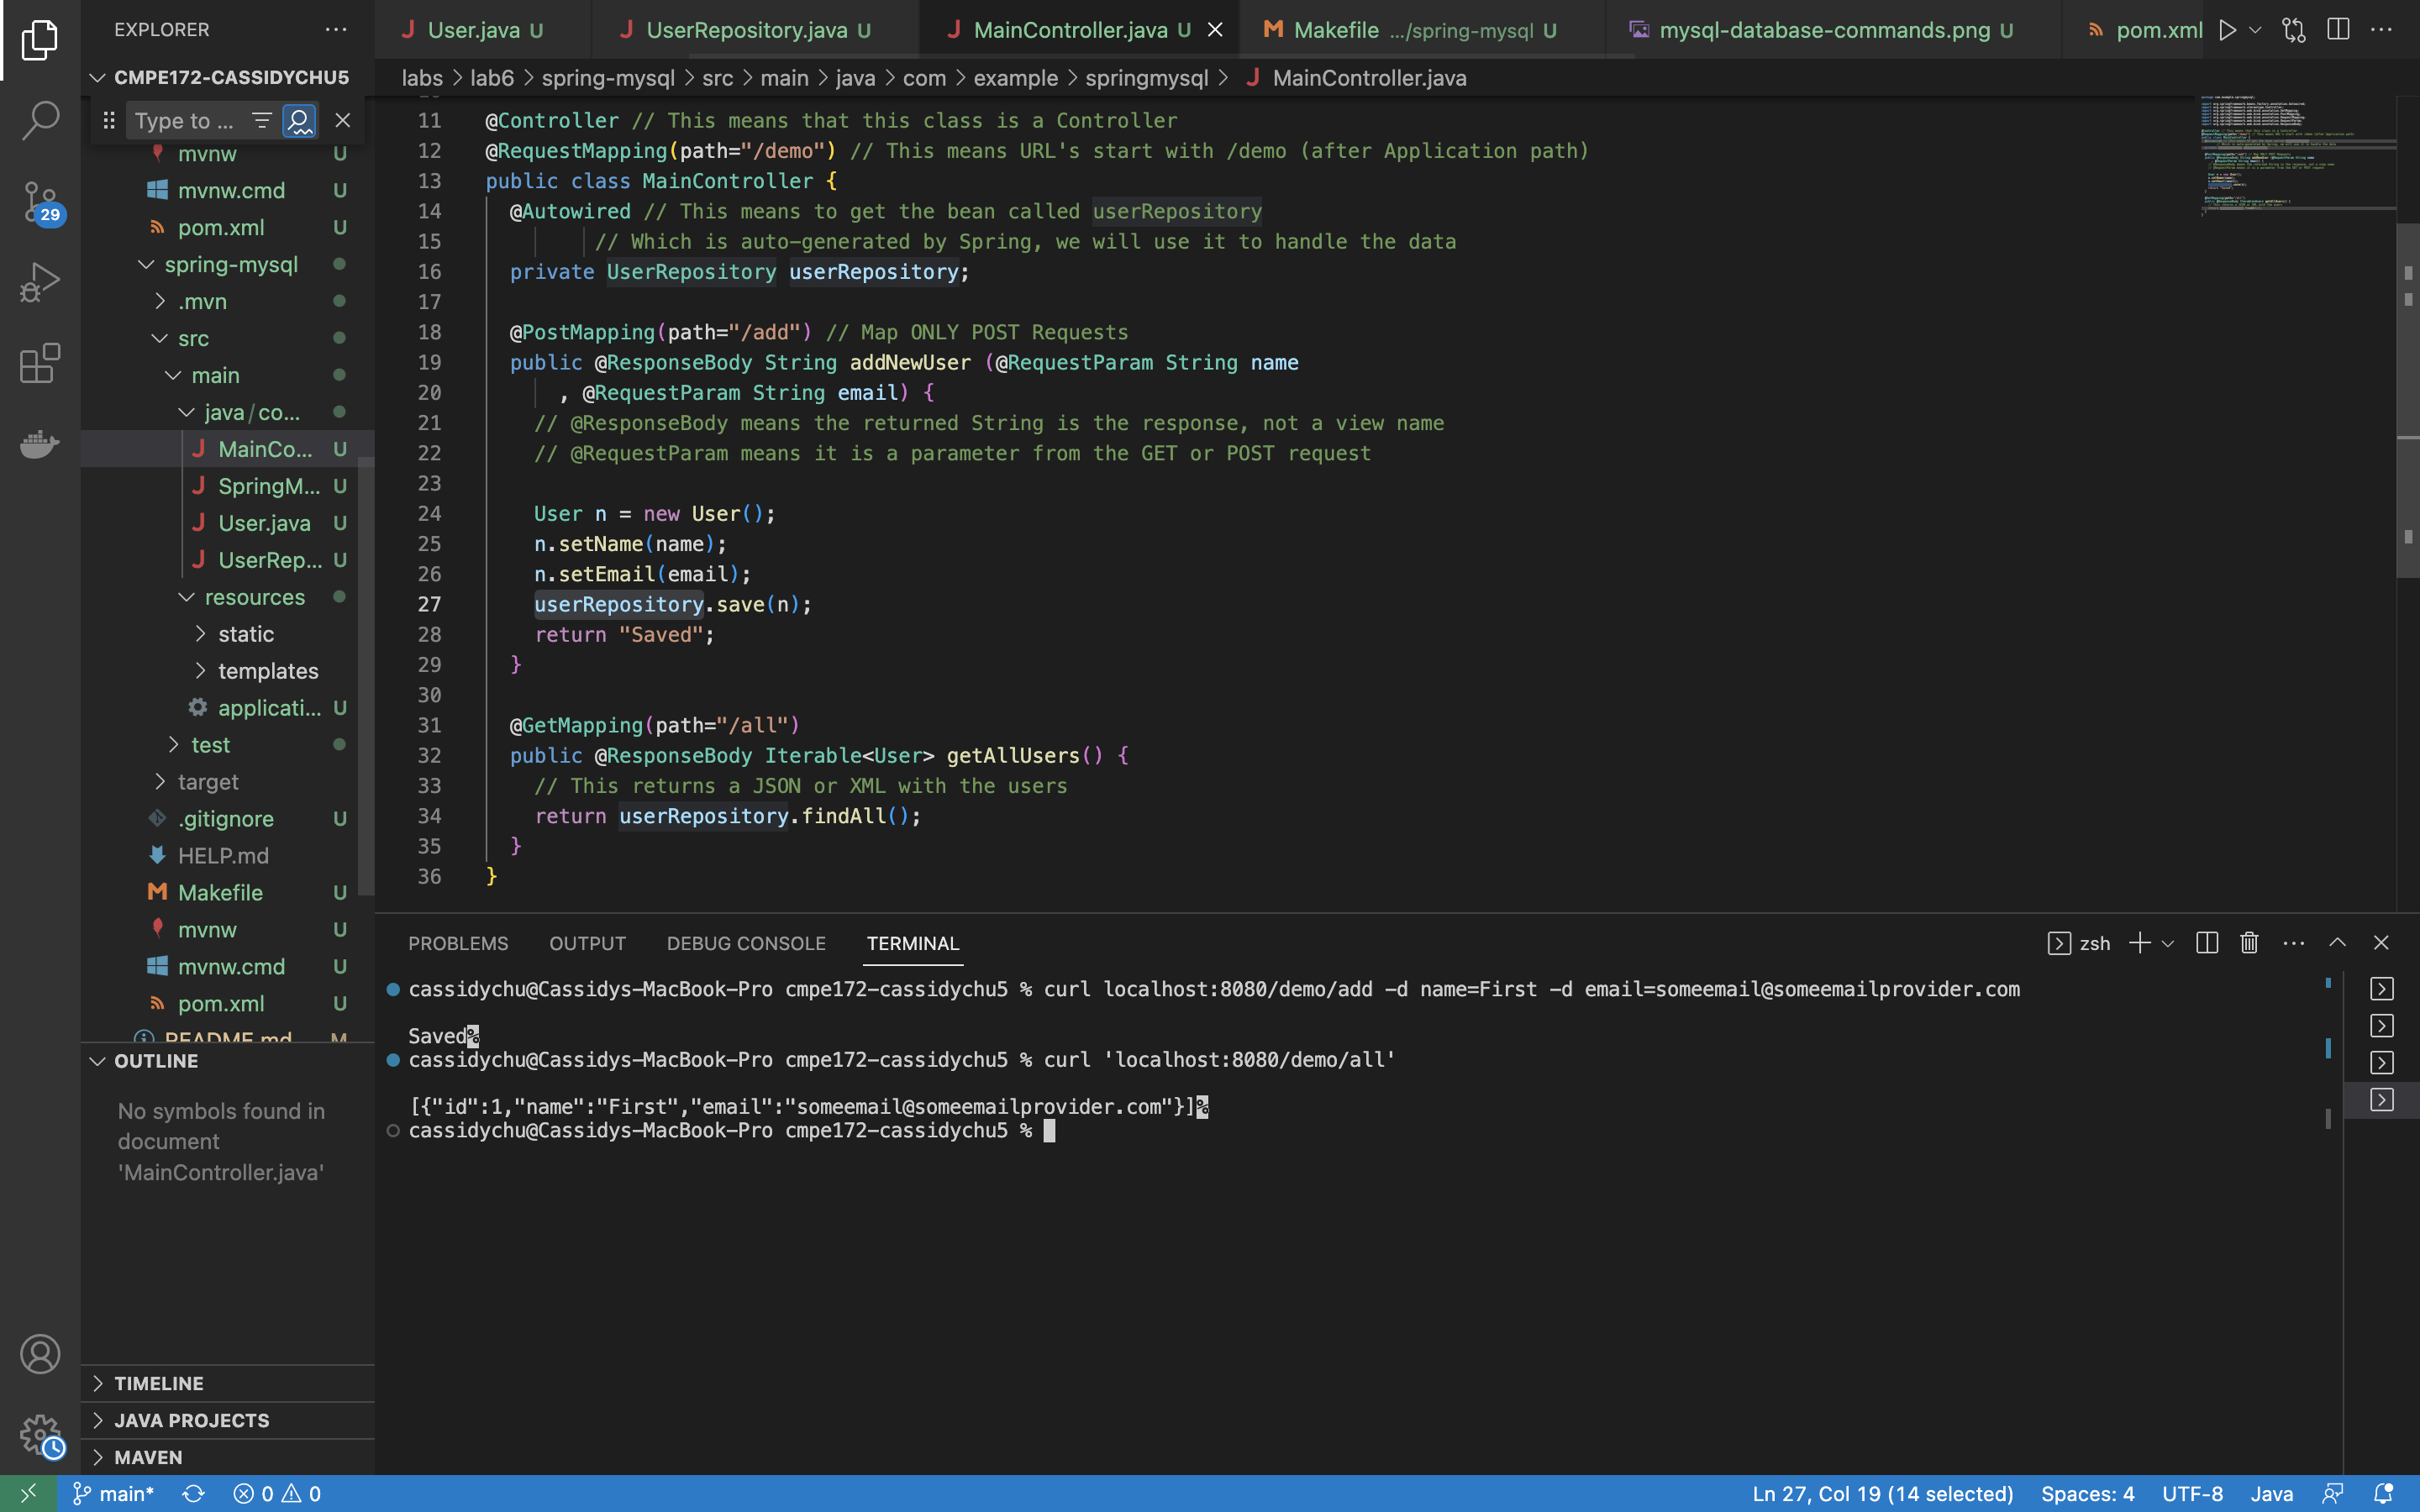 EXPLORER
CMPE172-CASSIDYCHU5
Type to ...
mvnw U
mvnw.cmd U
pom.xml U
spring-mysql
.mvn
src
main
java/co...
MainCo... U
SpringM... U
User.java U
UserRep... U
resources
static
templates
applicati... U
test
target
.gitignore U
HELP.md
Makefile U
mvnw U
mvnw.cmd U
pom.xml U
README.md M
OUTLINE
No symbols found in
document
'MainController.java'
TIMELINE
JAVA PROJECTS
MAVEN
29
User.java U
UserRepository.java U
MainController.java U
Makefile .../spring-mysql U
mysql-database-commands.png U
pom.xml
labs > lab6 > spring-mysql > src > main > java > com > example > springmysql > MainController.java
11 @Controller // This means that this class is a Controller
12 @RequestMapping(path="/demo") // This means URL's start with /demo (after Application path)
13 public class MainController {
14 @Autowired // This means to get the bean called userRepository
15 // Which is auto-generated by Spring, we will use it to handle the data
16 private UserRepository userRepository;
17
18 @PostMapping(path="/add") // Map ONLY POST Requests
19 public @ResponseBody String addNewUser (@RequestParam String name
20 , @RequestParam String email) {
21 // @ResponseBody means the returned String is the response, not a view name
22 // @RequestParam means it is a parameter from the GET or POST request
23
24 User n = new User();
25 n.setName(name);
26 n.setEmail(email);
27 userRepository.save(n);
28 return "Saved";
29 }
30
31 @GetMapping(path="/all")
32 public @ResponseBody Iterable<User> getAllUsers() {
33 // This returns a JSON or XML with the users
34 return userRepository.findAll();
35 }
36 }
PROBLEMS OUTPUT DEBUG CONSOLE TERMINAL
zsh
cassidychu@Cassidys-MacBook-Pro cmpe172-cassidychu5 % curl localhost:8080/demo/add -d name=First -d email=someemail@someemailprovider.com
Saved%
cassidychu@Cassidys-MacBook-Pro cmpe172-cassidychu5 % curl 'localhost:8080/demo/all'
[{"id":1,"name":"First","email":"someemail@someemailprovider.com"}]%
cassidychu@Cassidys-MacBook-Pro cmpe172-cassidychu5 %
main* 0 0 Ln 27, Col 19 (14 selected) Spaces: 4 UTF-8 Java